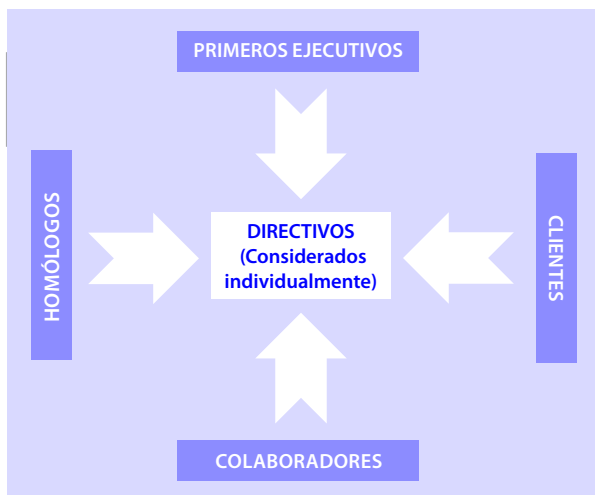 PRIMEROS EJECUTIVOS
HOMÓLOGOS
DIRECTIVOS
(Considerados
individualmente)
CLIENTES
COLABORADORES